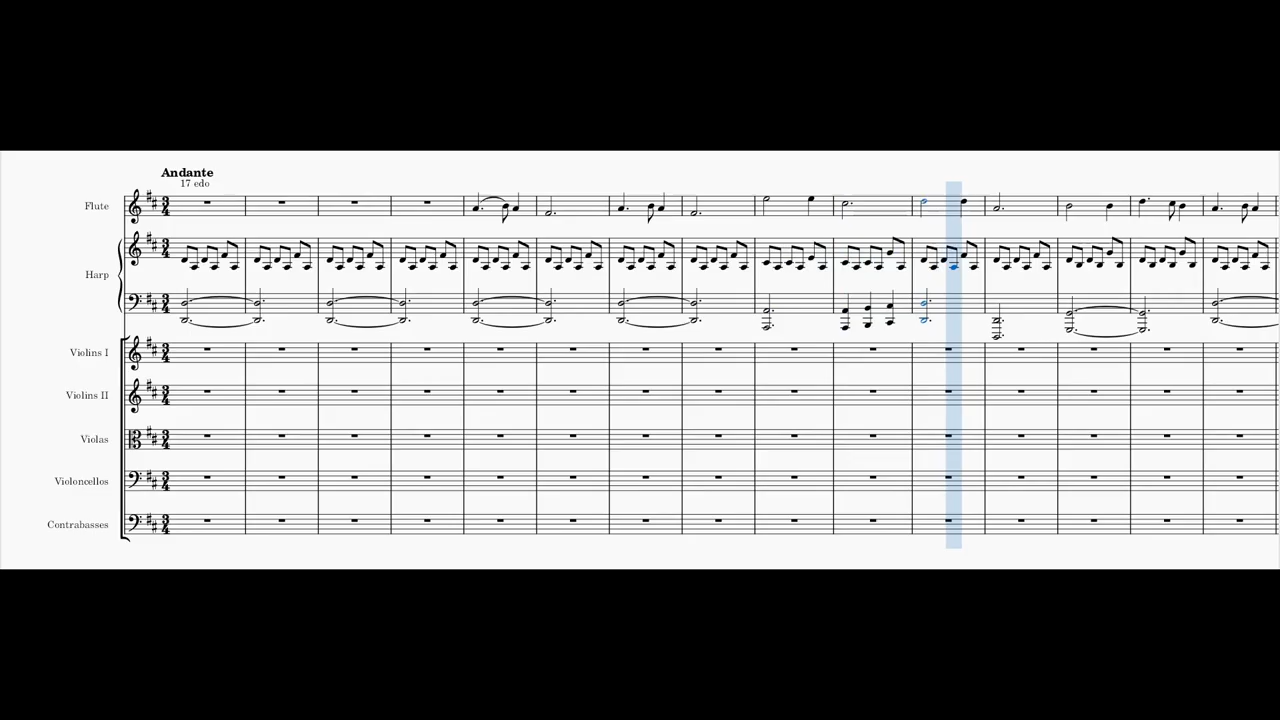 Andante
17 edo
Flute
Harp
Violins I
Violins II
Violas
Violoncellos
Contrabasses